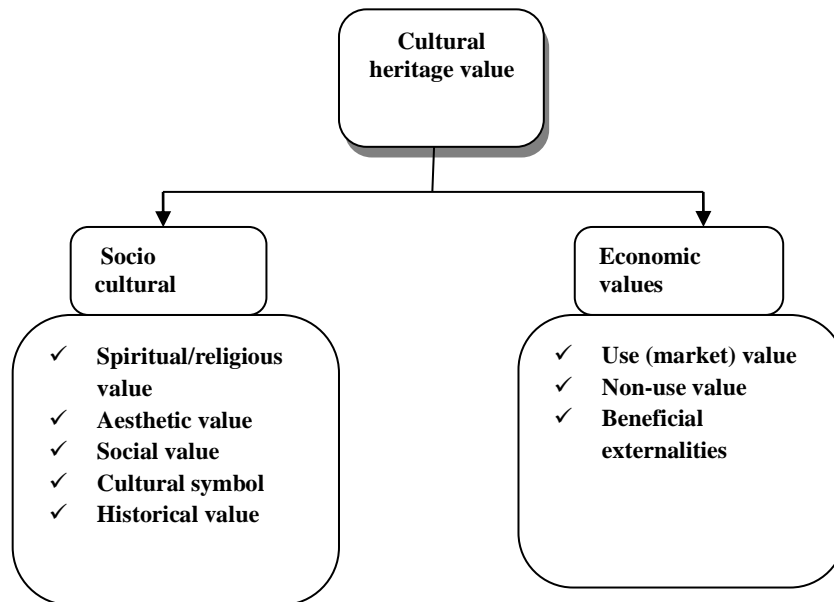 Cultural
heritage value
Socio
cultural
✓ Spiritual/religious
value
✓ Aesthetic value
✓ Social value
✓ Cultural symbol
✓ Historical value
Economic
values
✓ Use (market) value
✓ Non-use value
✓ Beneficial
externalities